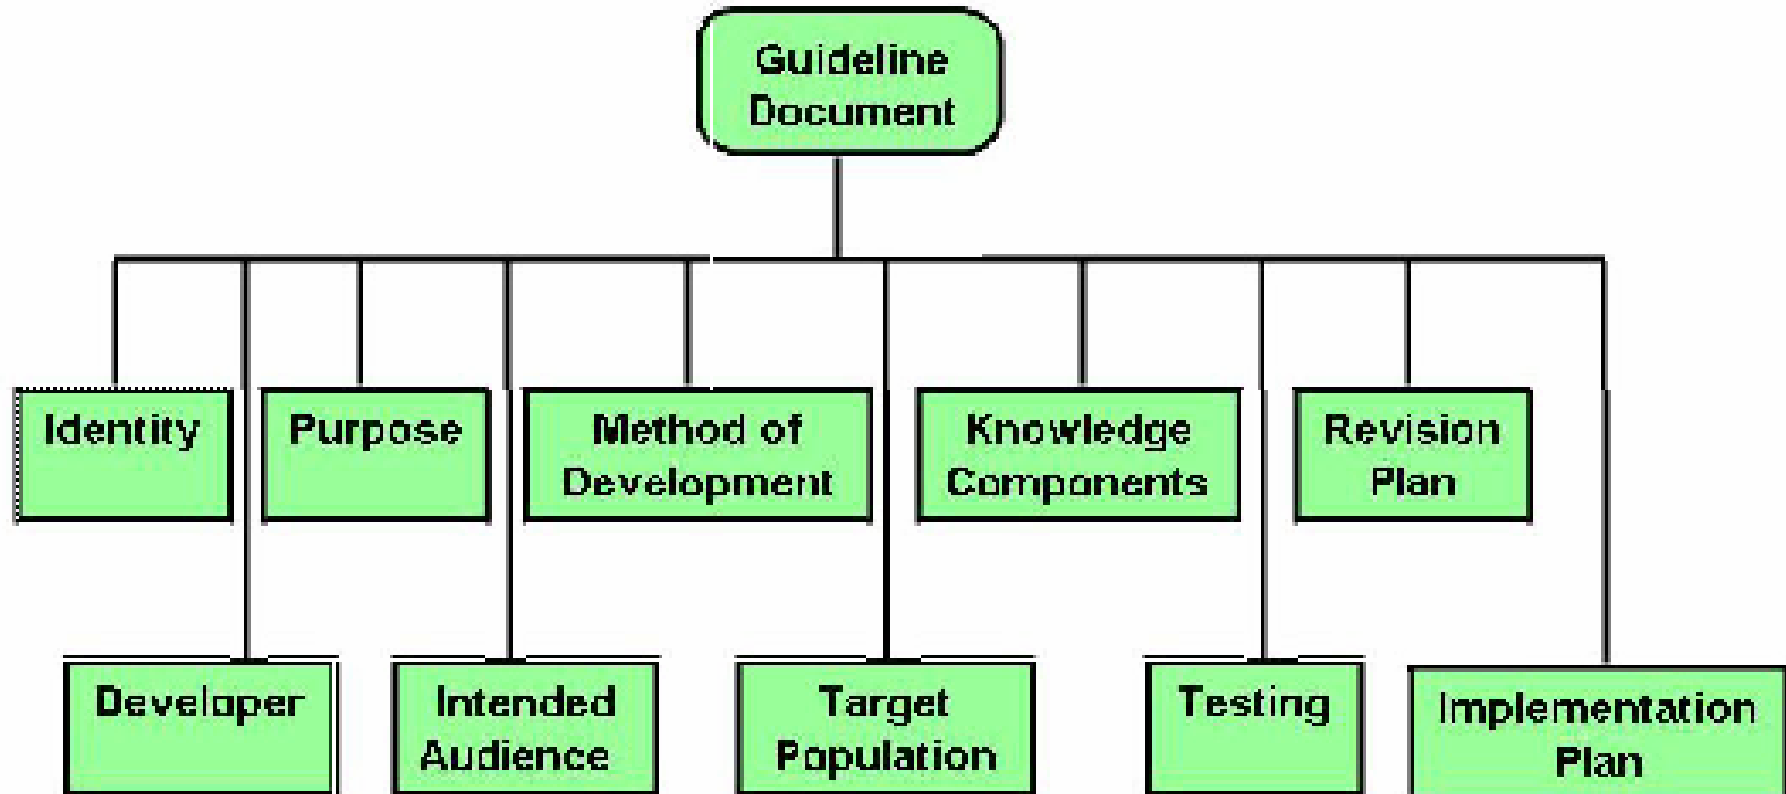 Guideline
Document
Identity
Purpose
Method of
Development
Knowledge
Components
Revision
Plan
Developer
Intended
Audience
Target
Population
Testing
Implementation
Plan